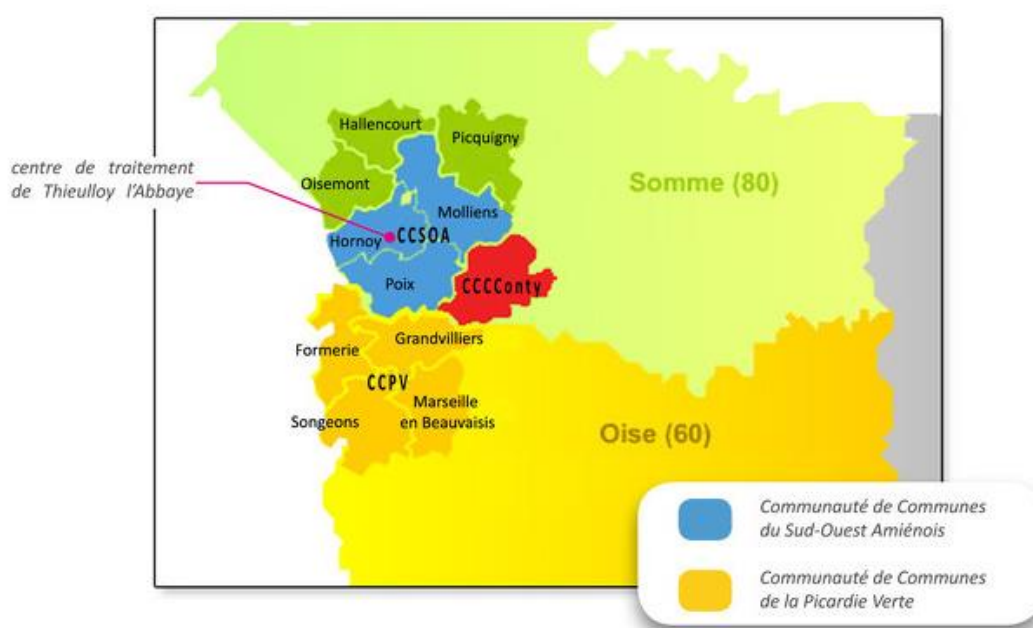 Hallencourt
Picquigny
centre de traitement
de Thieulloy l'Abbaye
Oisemont
Somme (80)
Molliens
Hornoy
CCSOA
Poix
CCCConty
Grandvilliers
Formerie
CCPV
Marseille
en Beauvaisis
Songeons
Oise (60)
Communauté de Communes
du Sud-Ouest Amiénois
Communauté de Communes
de la Picardie Verte